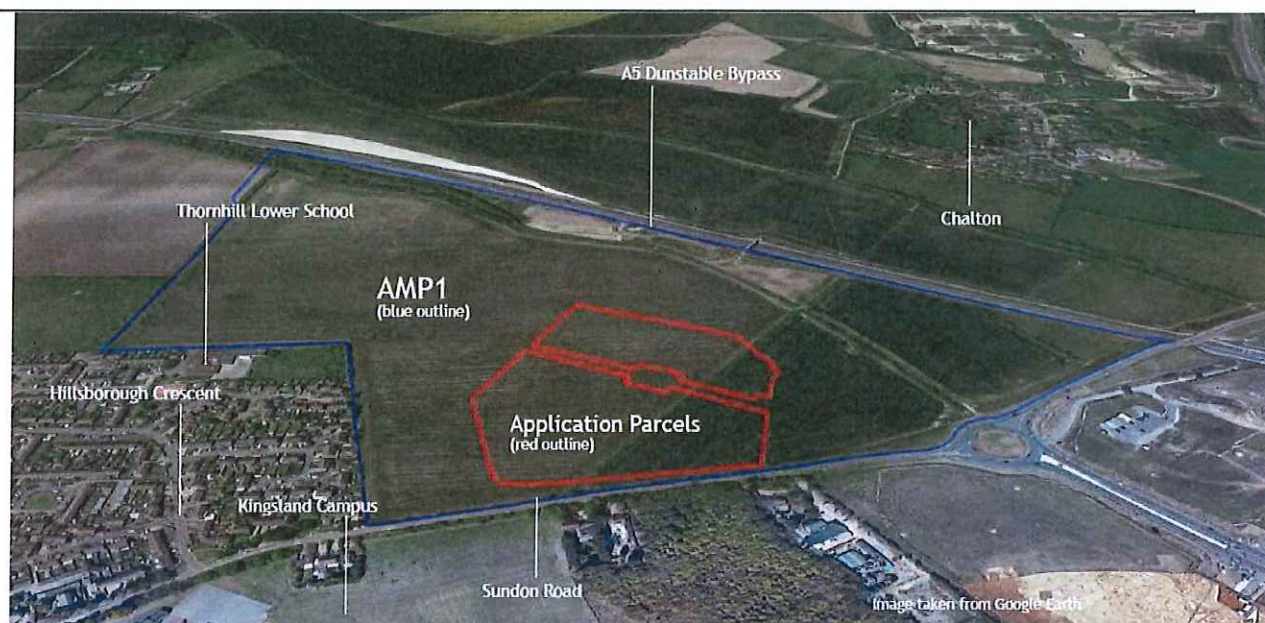 A5 Dunstable Bypass
Thornhill Lower School
Chalton
AMP1
(blue outline)
Hillsborough Crescent
Application Parcels
(red outline)
Kingsland Campus
Sundon Road
Image taken from Google Earth